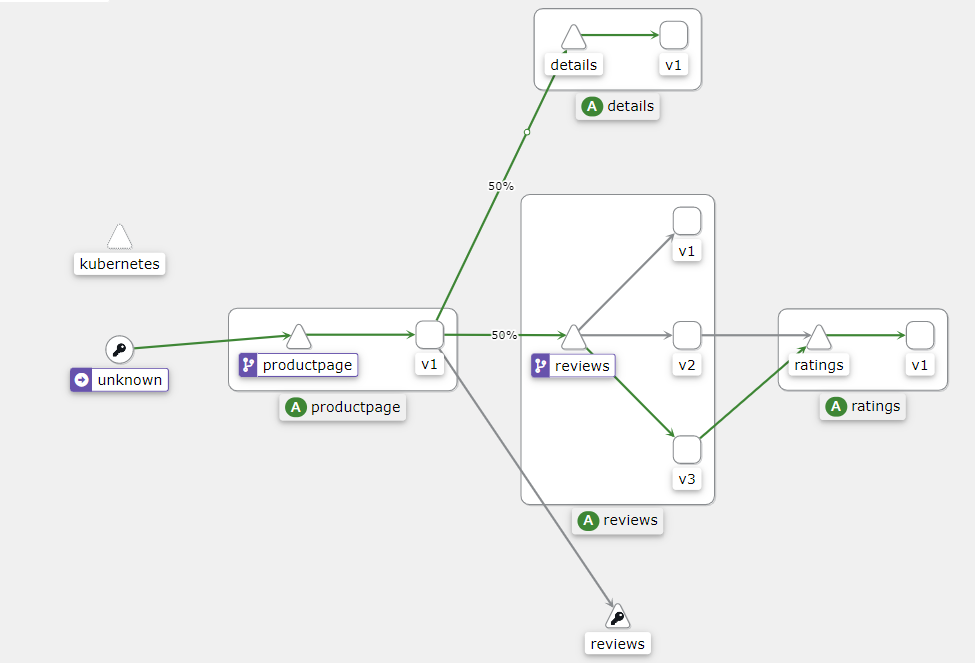 details
v1
A details
50%
v1
kubernetes
50%
productpage
v1
reviews
v2
ratings
v1
unknown
A productpage
A ratings
v3
A reviews
reviews